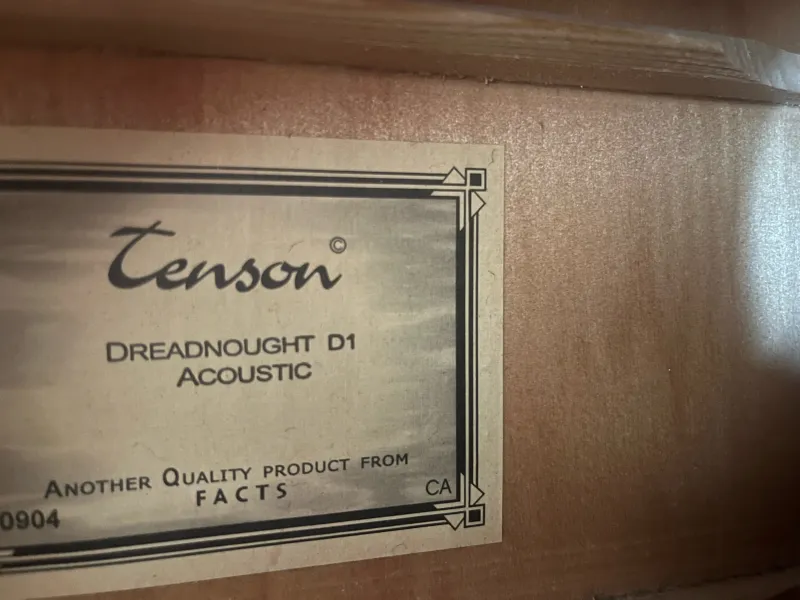 Tenson©
DREADNOUGHT D1
ACOUSTIC
ANOTHER QUALITY PRODUCT FROM
FACTS
CA
0904